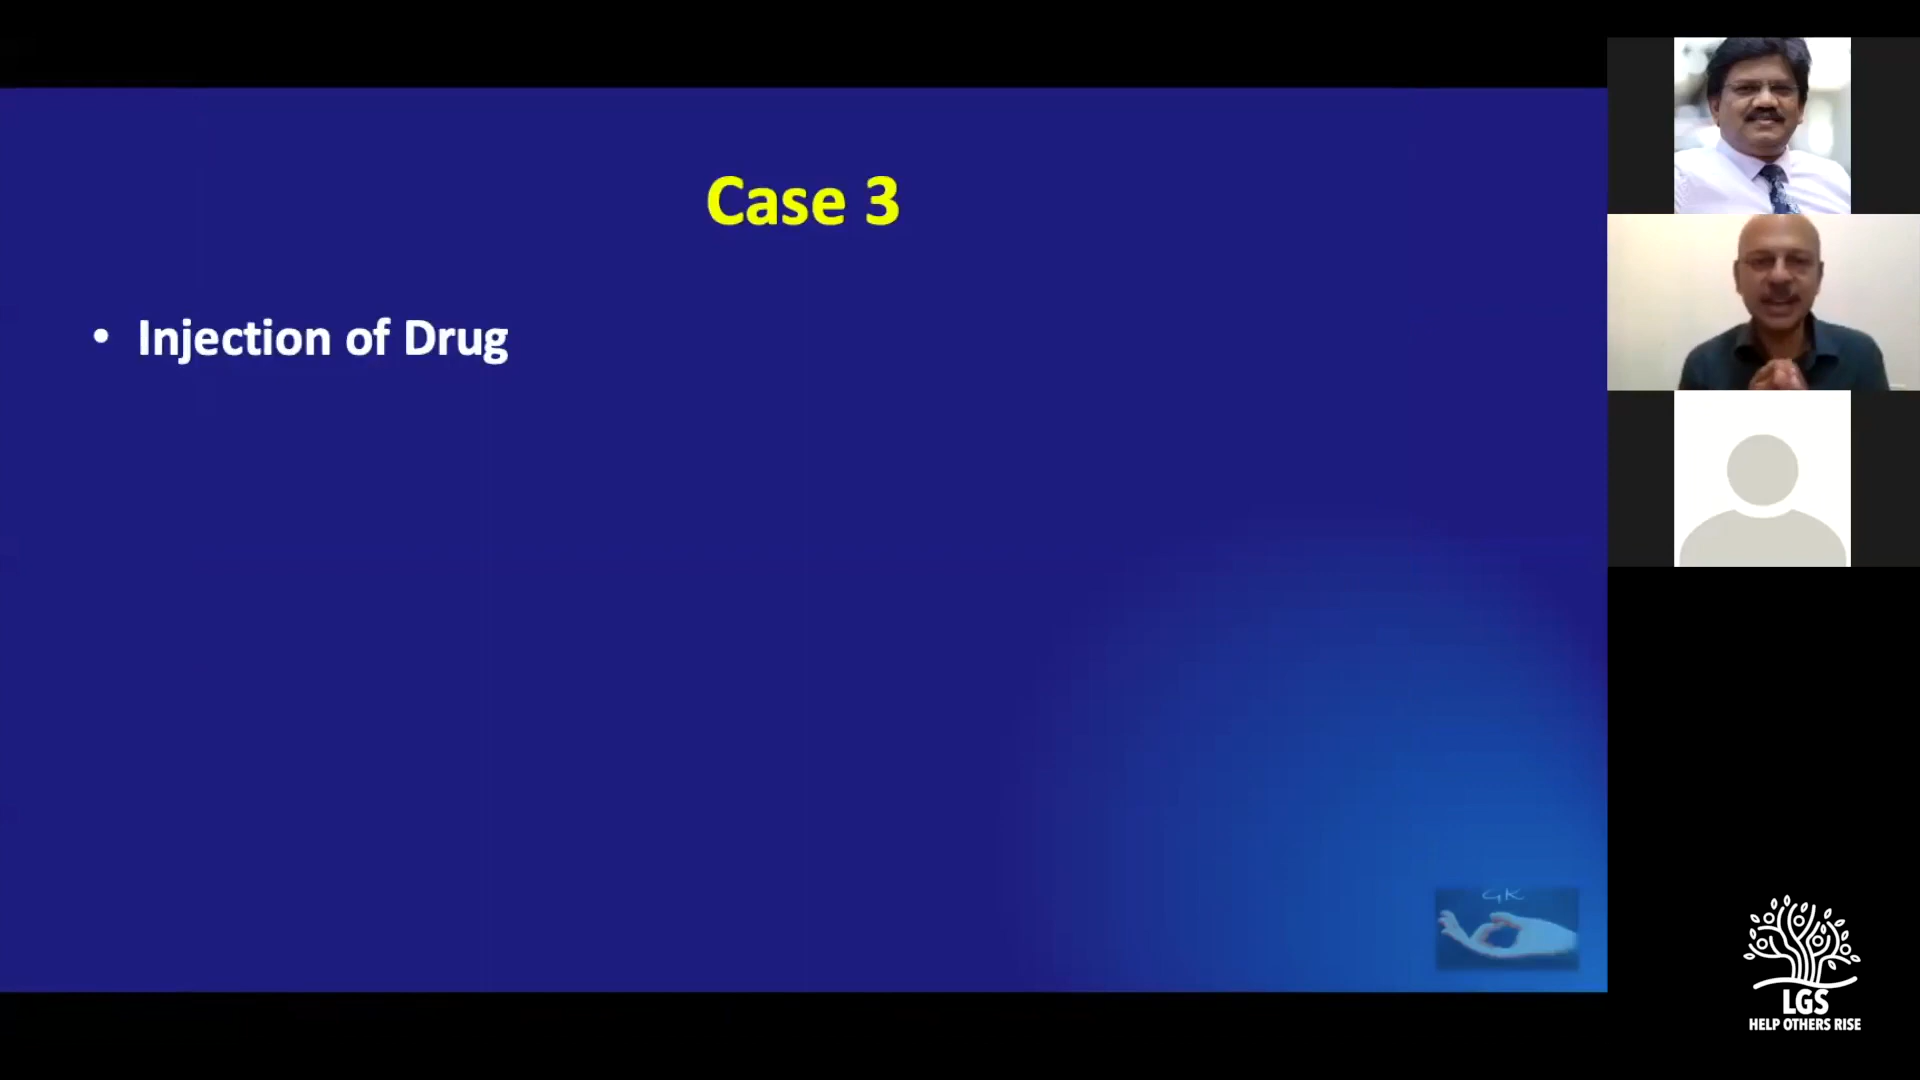 Case 3
• Injection of Drug
GK
LGS
HELP OTHERS RISE